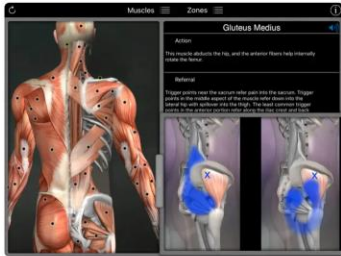 Muscles Zones
Gluteus Medius
Action
This muscle abducts the hip, and the anterior fibers help internally
rotate the femur.
Referral
Trigger points near the sacrum refer pain into the sacrum. Trigger
points in the middle aspect of the muscle refer down into the
lateral hip with spillover into the thigh. The least common trigger
points in the anterior portion refer along the iliac crest and back
X
X